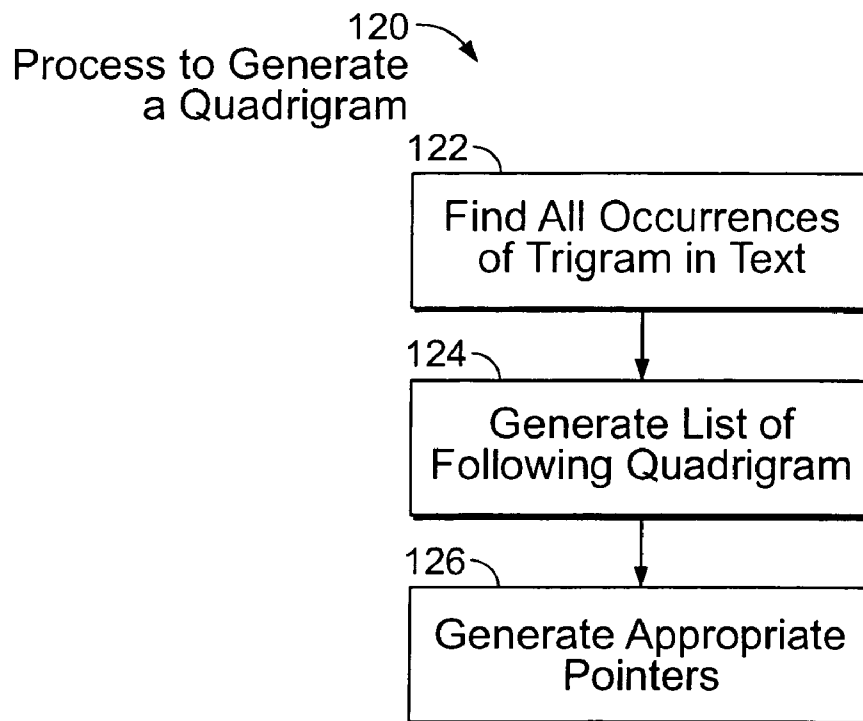 120
Process to Generate
a Quadrigram
122
Find All Occurrences
of Trigram in Text
124
Generate List of
Following Quadrigram
126
Generate Appropriate
Pointers